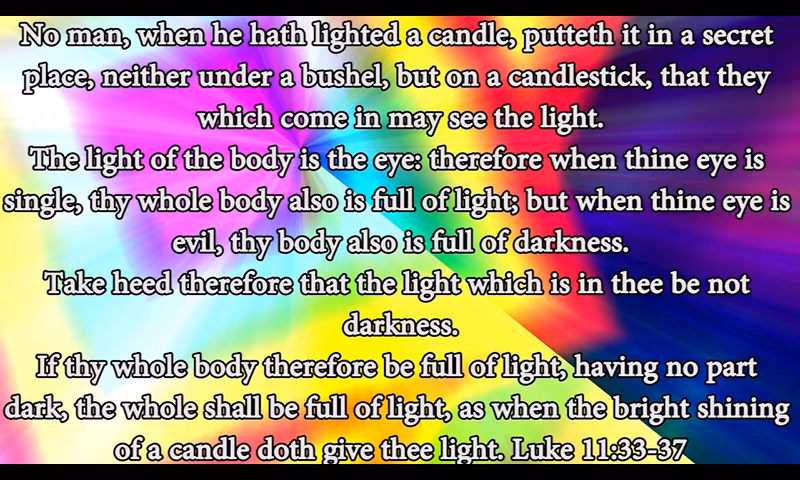 No man, when he hath lighted a candle, putteth it in a secret
place, neither under a bushel, but on a candlestick, that they
which come in may see the light.
The light of the body is the eye: therefore when thine eye is
single, thy whole body also is full of light; but when thine eye is
evil, thy body also is full of darkness.
Take heed therefore that the light which is in thee be not
darkness.
If thy whole body therefore be full of light, having no part
dark, the whole shall be full of light, as when the bright shining
of a candle doth give thee light. Luke 11:33-37